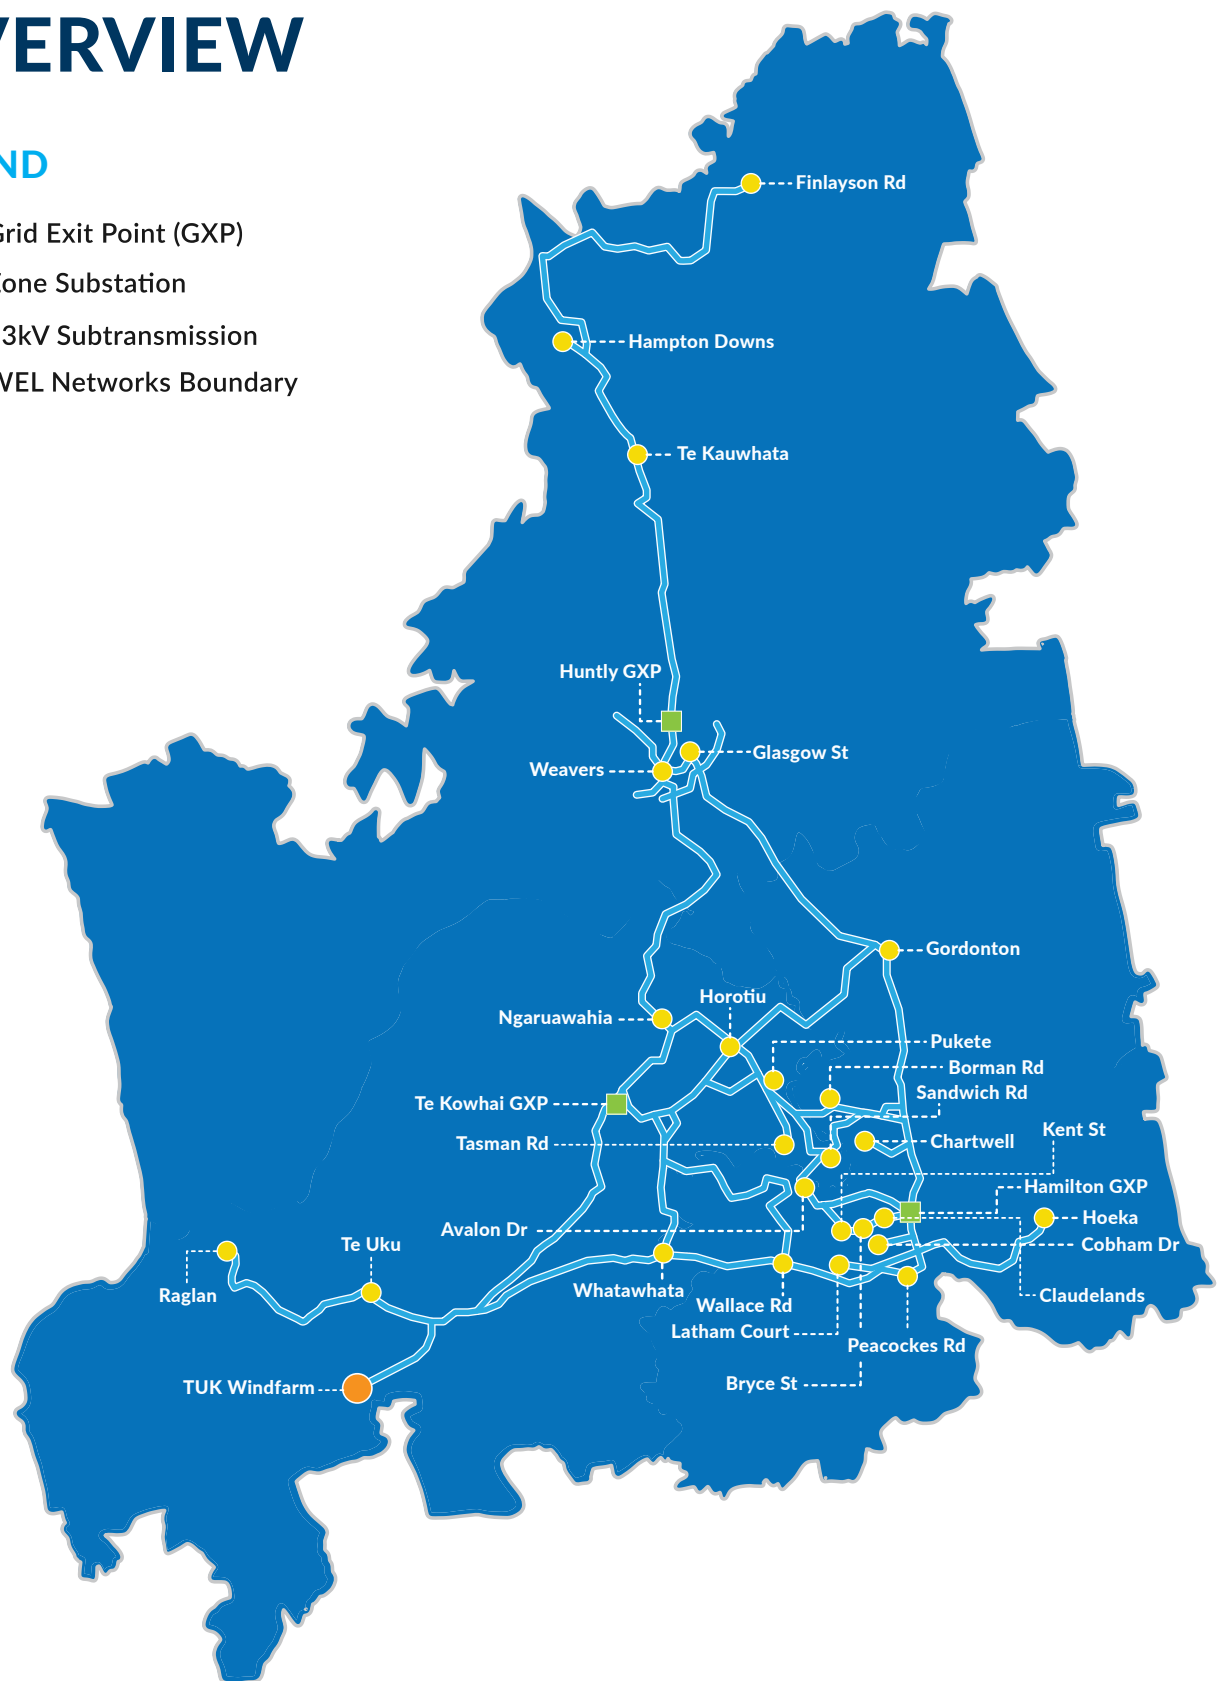 VERVIEW
ND
Grid Exit Point (GXP)
Zone Substation
3kV Subtransmission
WEL Networks Boundary
Finlayson Rd
Hampton Downs
Te Kauwhata
Huntly GXP
Glasgow St
Weavers
Gordonton
Horotiu
Ngaruawahia
Pukete
Borman Rd
Sandwich Rd
Te Kowhai GXP
Kent St
Tasman Rd
Chartwell
Hamilton GXP
Hoeka
Avalon Dr
Te Uku
Cobham Dr
Whatawhata
Raglan
Claudelands
Wallace Rd
Latham Court
Peacockes Rd
Bryce St
TUK Windfarm